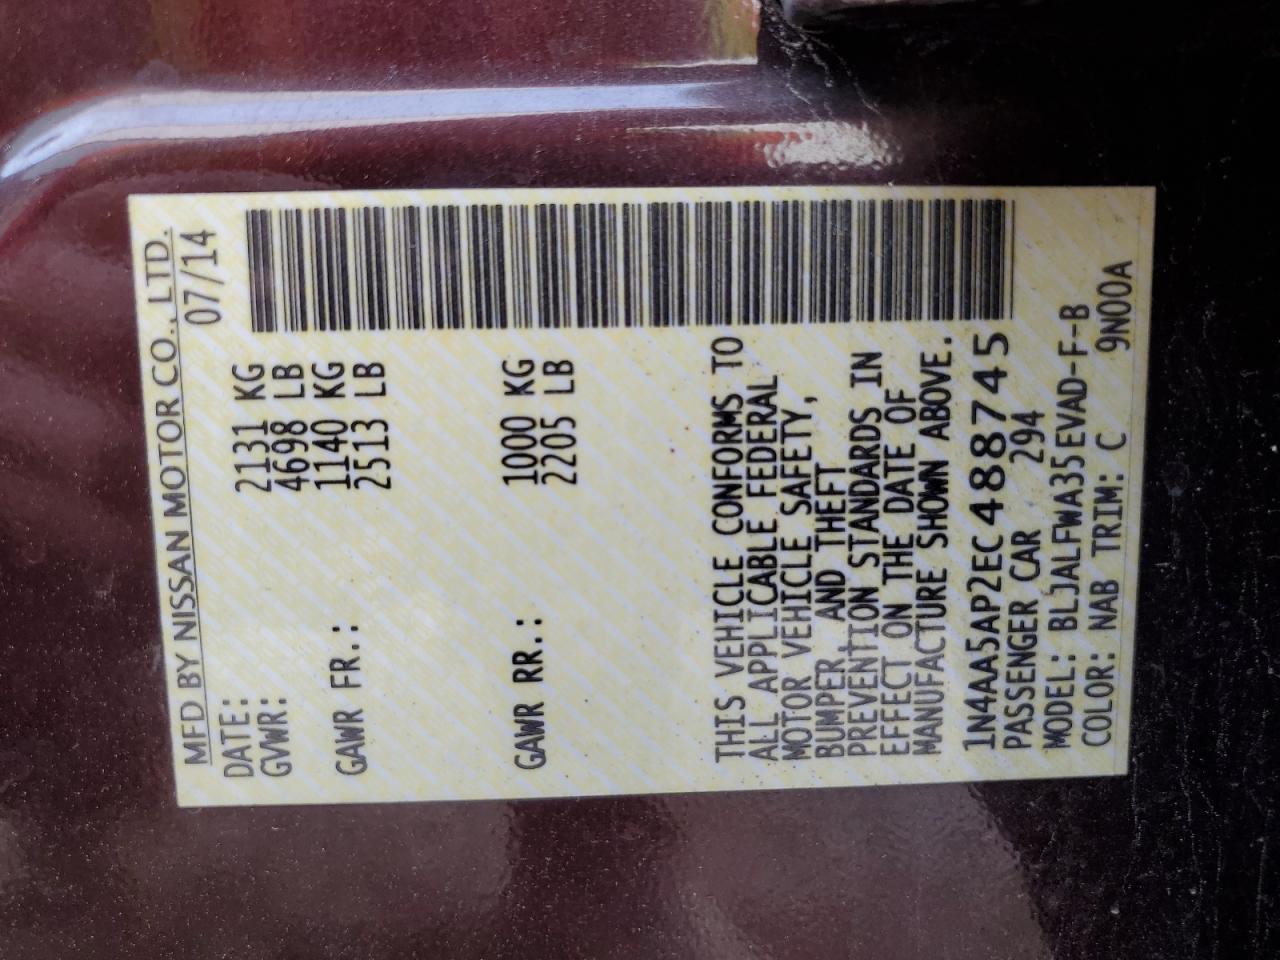 MFD BY NISSAN MOTOR CO., LTD.
DATE: 07/14
GVWR: 2131 KG
4698 LB
GAWR FR.: 1140 KG
2513 LB
GAWR RR.: 1000 KG
2205 LB
THIS VEHICLE CONFORMS TO
ALL APPLICABLE FEDERAL
MOTOR VEHICLE SAFETY,
BUMPER, AND THEFT
PREVENTION STANDARDS IN
EFFECT ON THE DATE OF
MANUFACTURE SHOWN ABOVE.
1N4AA5AP2EC488745
PASSENGER CAR 294
MODEL: BLJALFWA35EVAD-F-B
COLOR: NAB TRIM: C 9N00A